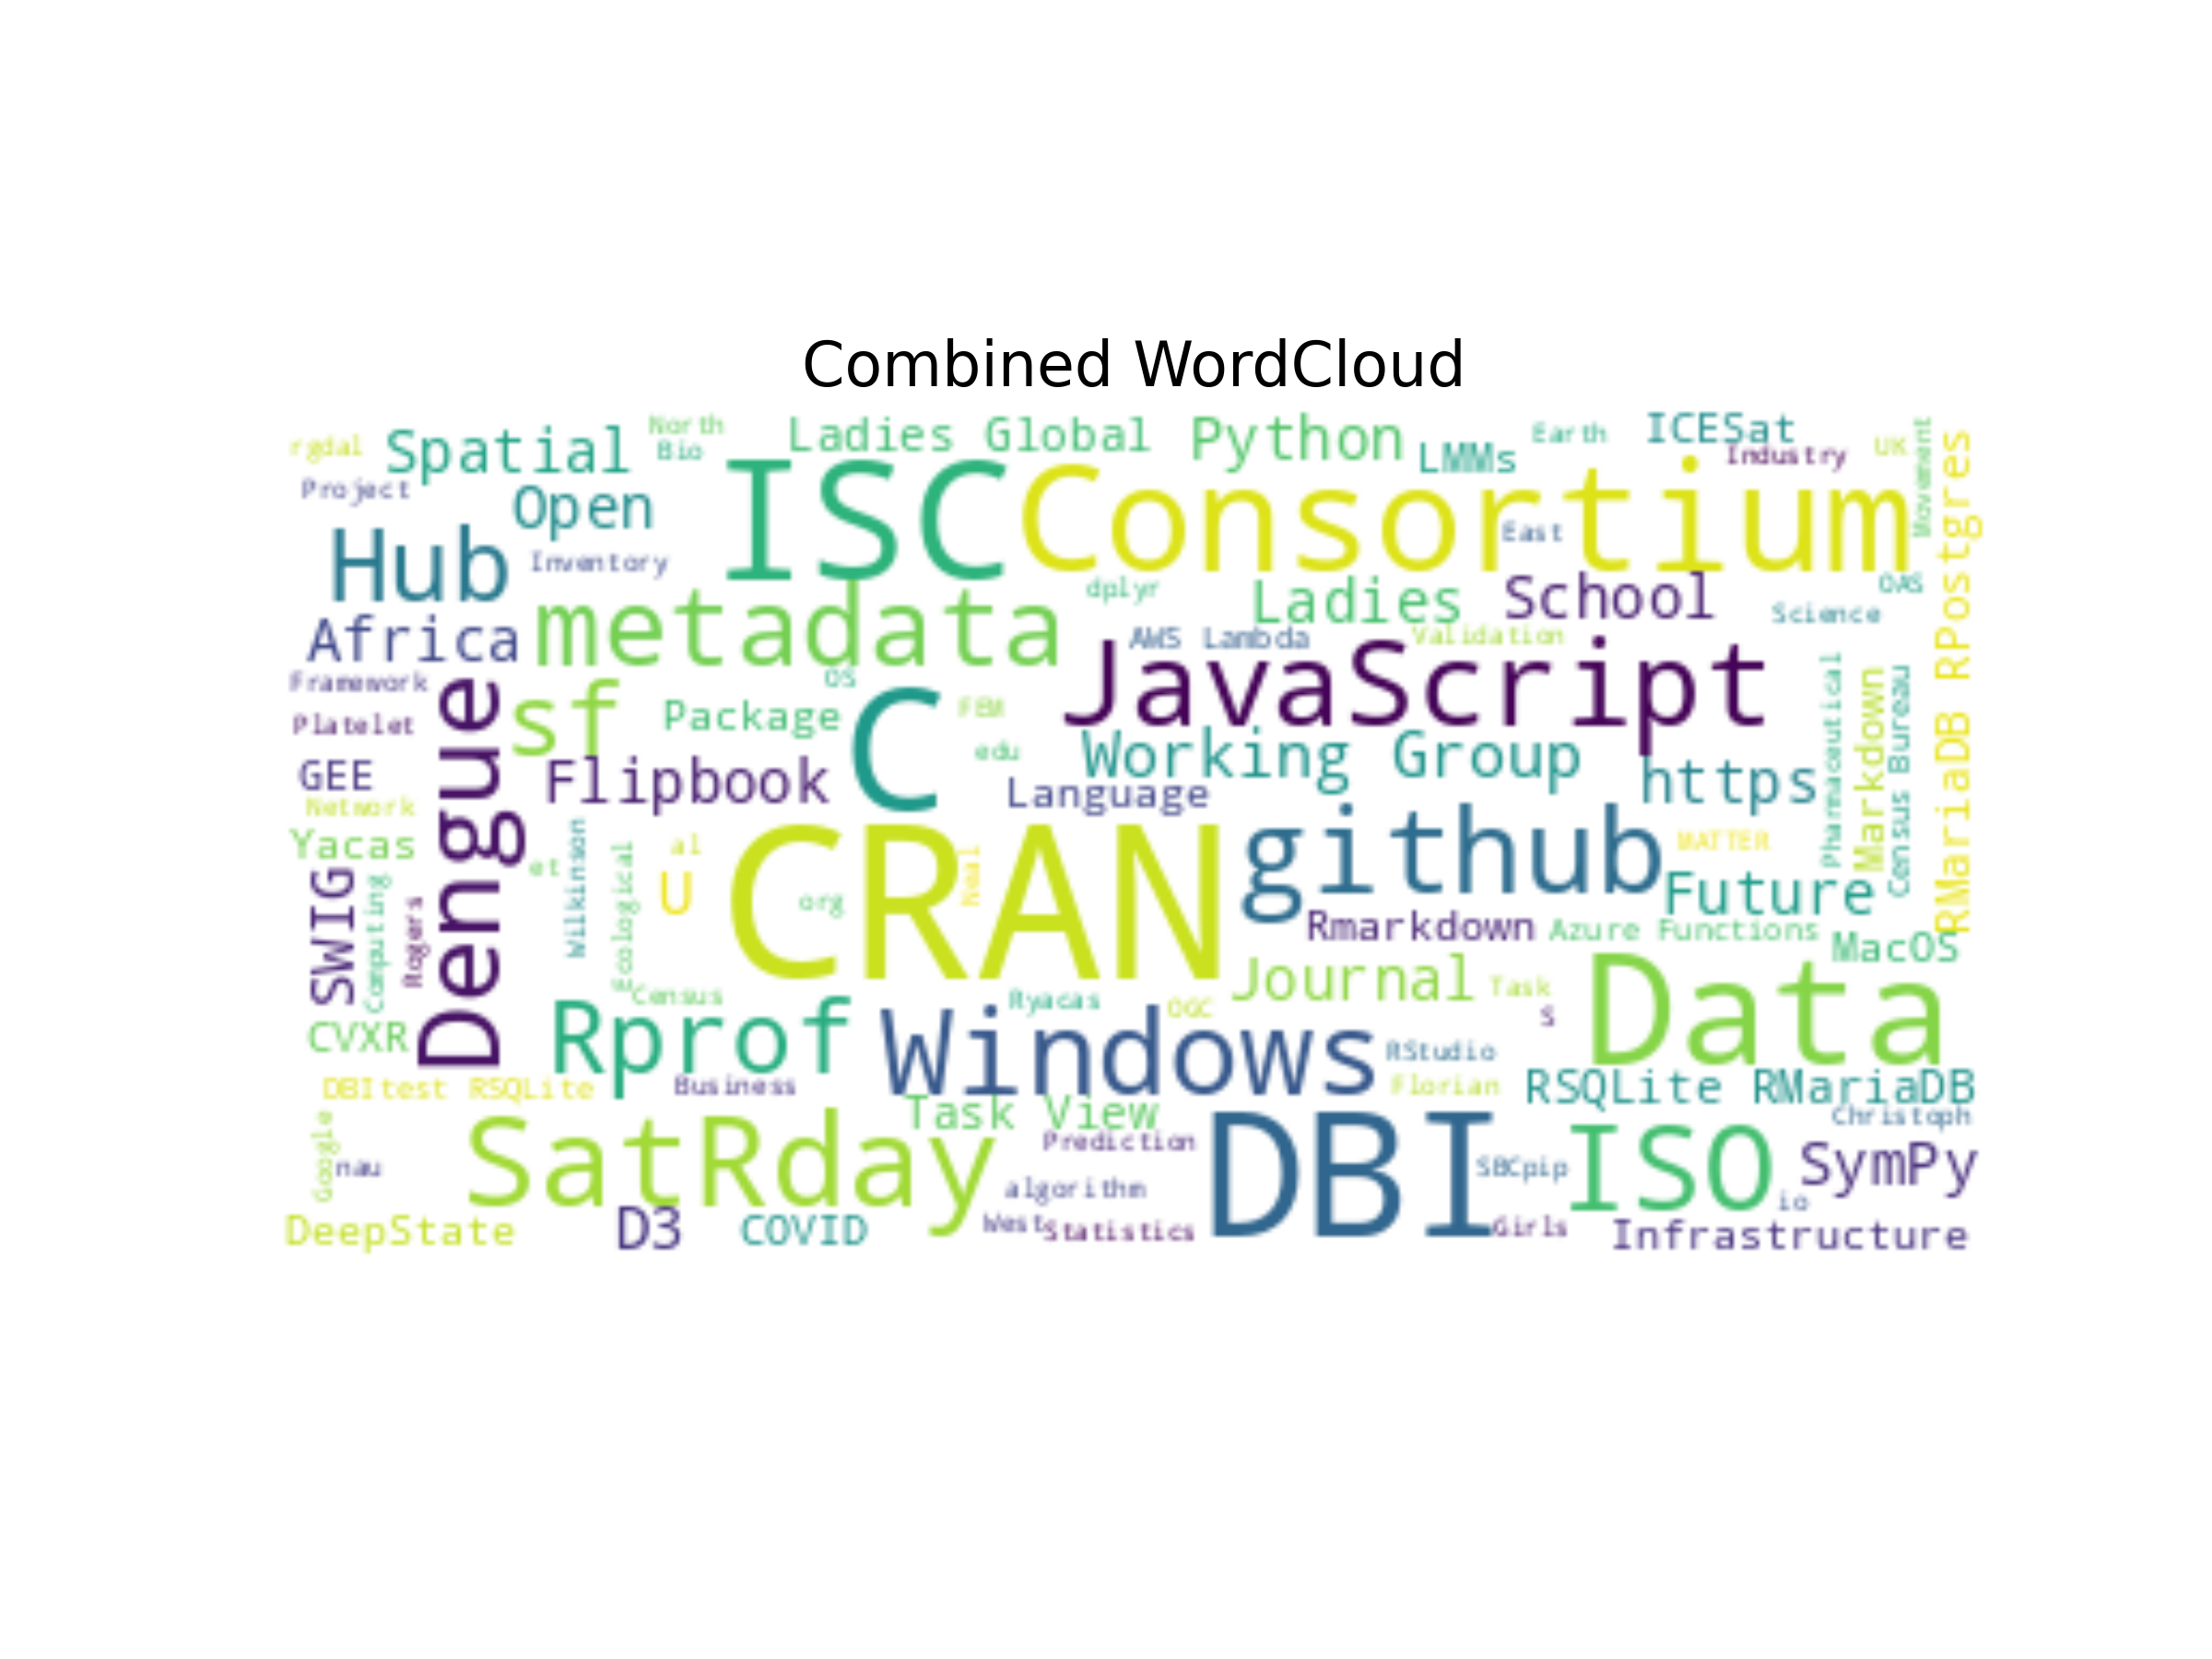 Combined WordCloud
rgdal
Spatial
North
Bio
Ladies Global
Python
LMMs
Earth
ICESat
Industry
UK
Movement
RPostgres
Project
Open
ISC
Consortium
East
Hub
Inventory
metadata
dplyr
Ladies
School
OAS
Science
Africa
AWS Lambda
Validation
JavaScript
Framework
OS
sf
Package
C
FEM
edu
Platelet
Dengue
Working Group
https
Pharmaceutical
Markdown
Census Bureau
RMariaDB
GEE
Flipbook
Language
Network
Yacas
et
Wilkinson
Ecological
al
U
org
CRAN
Neal
github
MATTER
Future
SWIG
Computing
Rogers
Rmarkdown
Azure Functions
MacOS
Census
Ryacas
OGC
Journal
Task
S
Data
CVXR
Rprof
Windows
RStudio
DBItest RSQLite
Business
Florian
RSQLite RMariaDB
Google
nau
SatRday
Task View
Prediction
DBI
SBCpip
ISO
Christoph
SymPy
algorithm
io
DeepState
D3
COVID
West
Statistics
Girls
Infrastructure